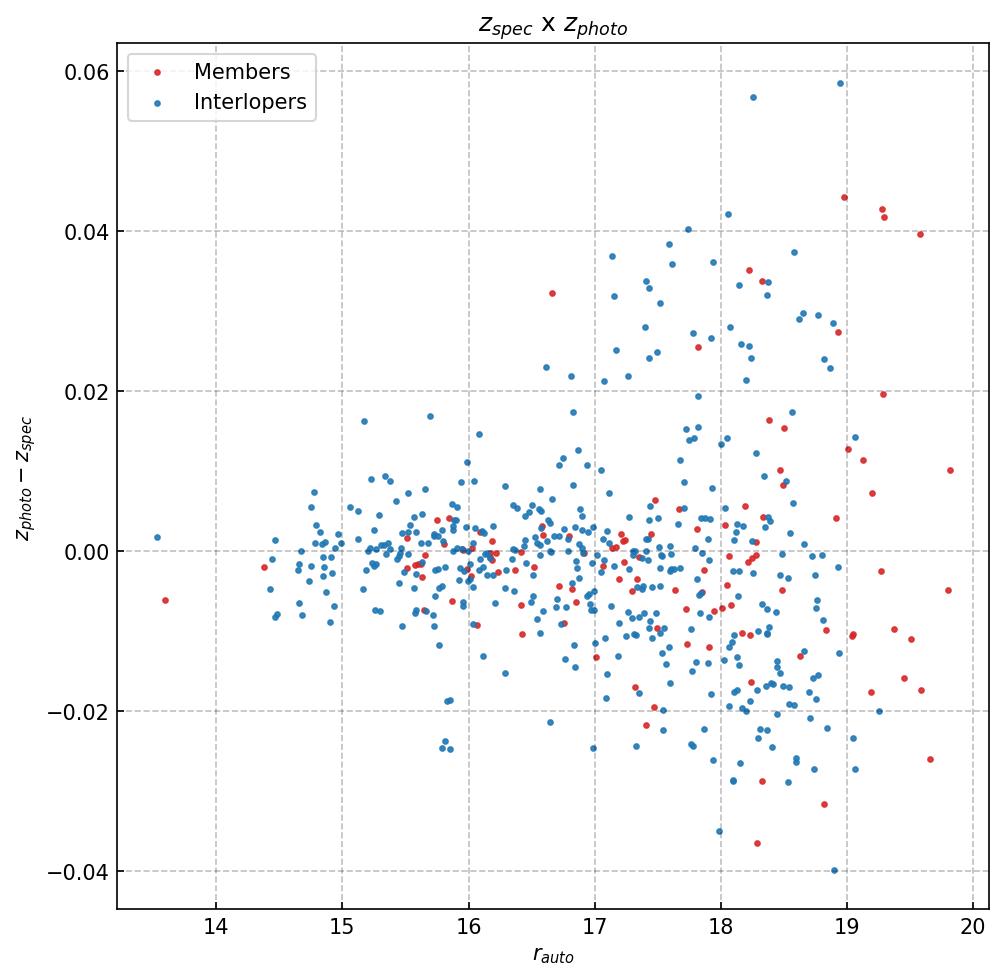 z_spec x z_photo
Members
Interlopers
0.06
0.04
0.02
0.00
−0.02
−0.04
z_photo − z_spec
14 15 16 17 18 19 20
r_auto